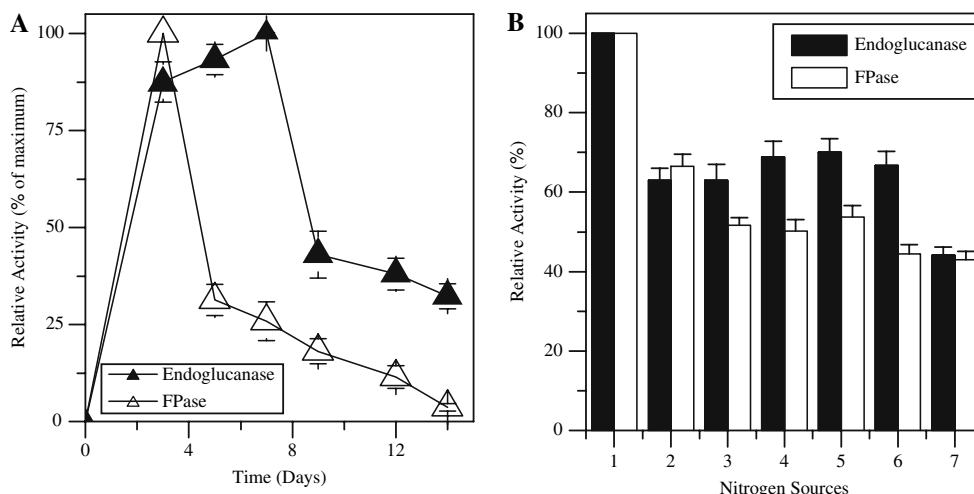 A
Relative Activity (% of maximum)
100
75
50
25
0
Endoglucanase
FPase
0 4 8 12
Time (Days)
B
Relative Activity (%)
100
80
60
40
20
0
Endoglucanase
FPase
1 2 3 4 5 6 7
Nitrogen Sources